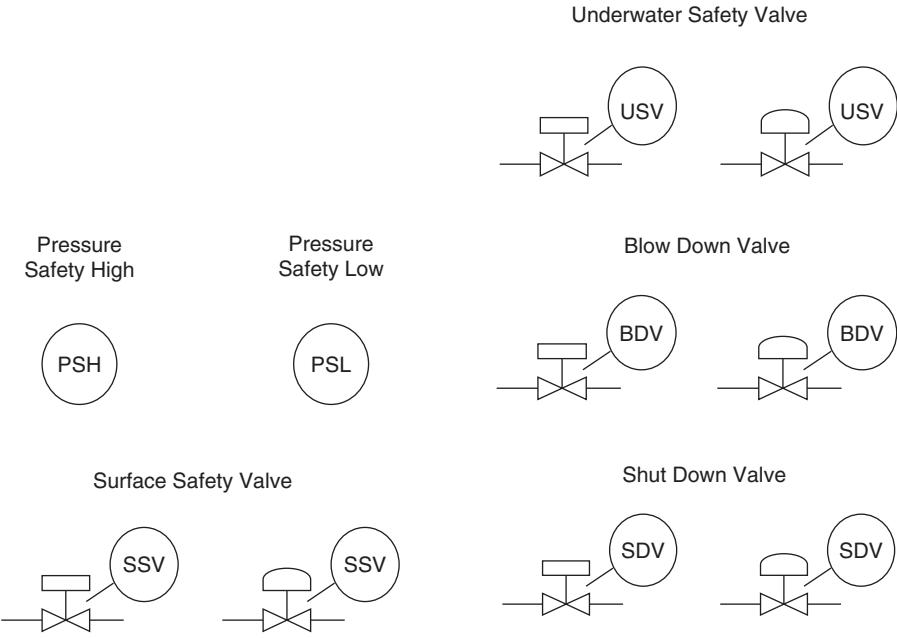 Underwater Safety Valve
USV
USV
Pressure
Safety High
Pressure
Safety Low
Blow Down Valve
PSH
PSL
BDV
BDV
Surface Safety Valve
Shut Down Valve
SSV
SSV
SDV
SDV